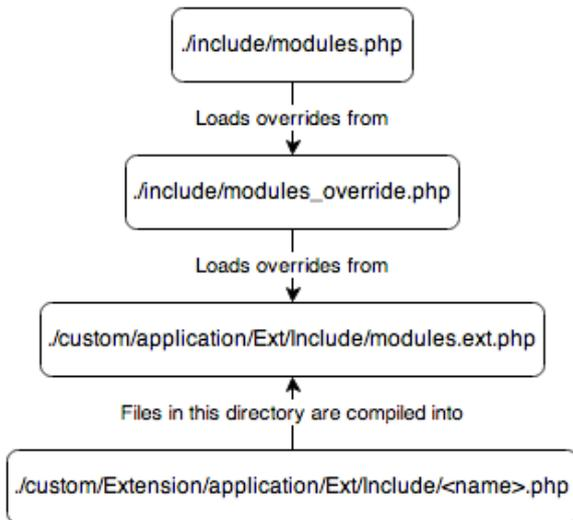 ./include/modules.php
Loads overrides from
./include/modules_override.php
Loads overrides from
./custom/application/Ext/Include/modules.ext.php
Files in this directory are compiled into
./custom/Extension/application/Ext/Include/<name>.php